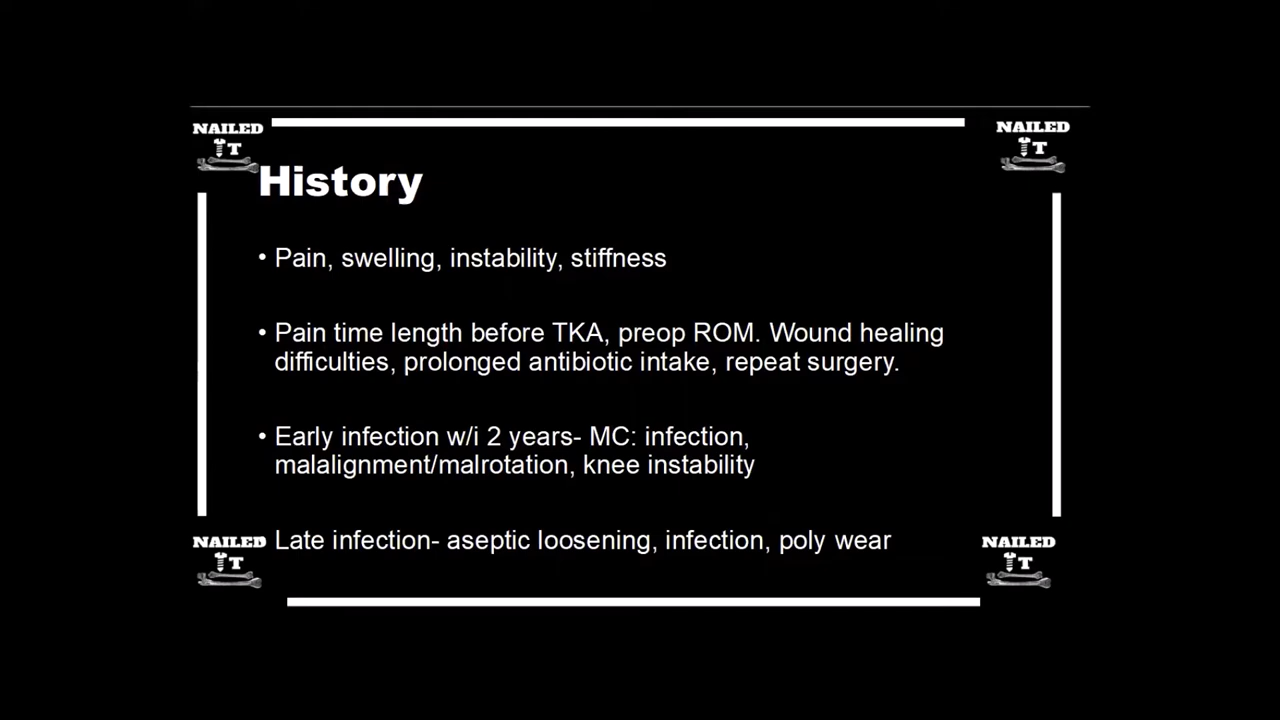 NAILED
IT
NAILED
IT
History
• Pain, swelling, instability, stiffness
• Pain time length before TKA, preop ROM. Wound healing
difficulties, prolonged antibiotic intake, repeat surgery.
• Early infection w/i 2 years- MC: infection,
malalignment/malrotation, knee instability
Late infection- aseptic loosening, infection, poly wear
NAILED
IT
NAILED
IT